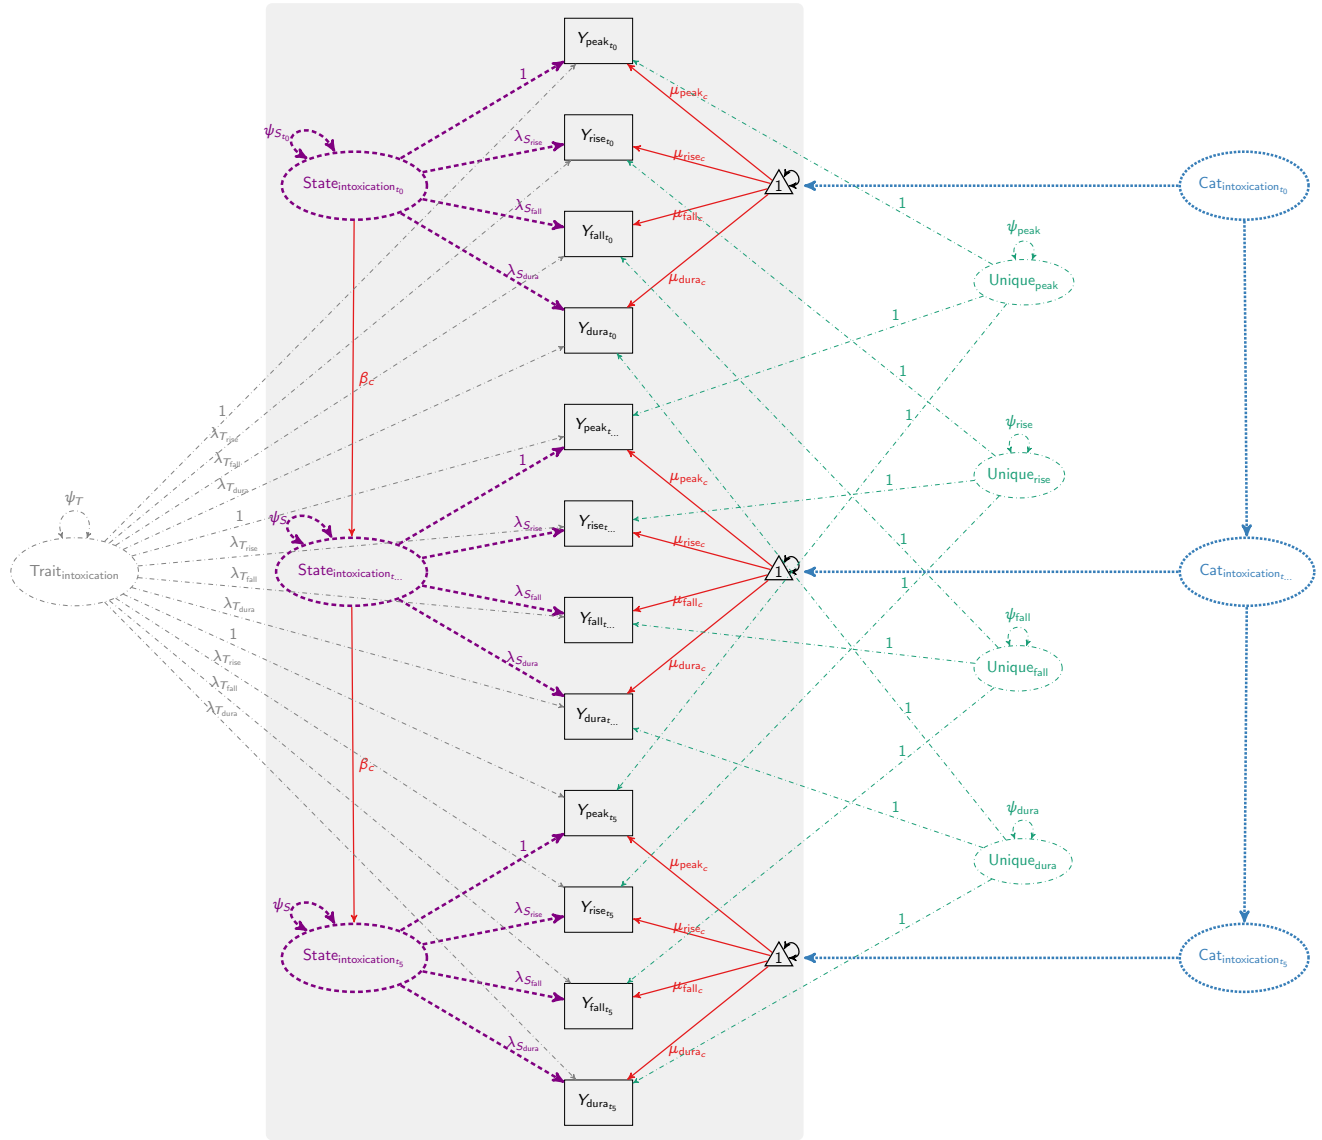 Y_peak_t0
1
μ_peak_c
ψ_S_t0
λ_S_rise
Y_rise_t0
μ_rise_c
State_intoxication_t0
1
Cat_intoxication_t0
λ_S_fall
Y_fall_t0
μ_fall_c
1
ψ_peak
λ_S_dura
μ_dura_c
Unique_peak
Y_dura_t0
1
β_c
1
1
λ_T_rise
λ_T_fall
λ_T_dura
Y_peak_t...
1
ψ_rise
1
μ_peak_c
Unique_rise
1
ψ_T
1
ψ_S
λ_S_rise
Y_rise_t...
μ_rise_c
λ_T_rise
1
Trait_intoxication
State_intoxication_t...
1
Cat_intoxication_t...
λ_T_fall
λ_S_fall
Y_fall_t...
μ_fall_c
1
λ_T_dura
ψ_fall
1
1
λ_T_rise
λ_S_dura
μ_dura_c
Unique_fall
λ_T_fall
λ_T_dura
Y_dura_t...
1
1
β_c
Y_peak_t5
1
ψ_dura
1
μ_peak_c
Unique_dura
ψ_S
λ_S_rise
Y_rise_t5
μ_rise_c
1
State_intoxication_t5
1
Cat_intoxication_t5
λ_S_fall
Y_fall_t5
μ_fall_c
λ_S_dura
μ_dura_c
Y_dura_t5